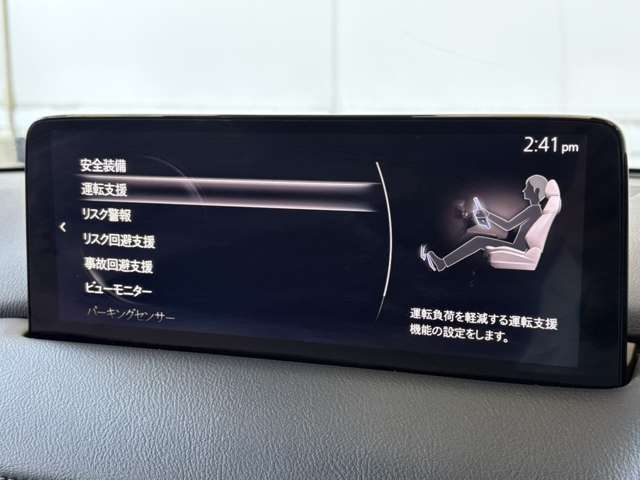 2:41pm
安全装備
運転支援
リスク警報
リスク回避支援
事故回避支援
ビューモニター
パーキングセンサー
運転負荷を軽減する運転支援
機能の設定をします。